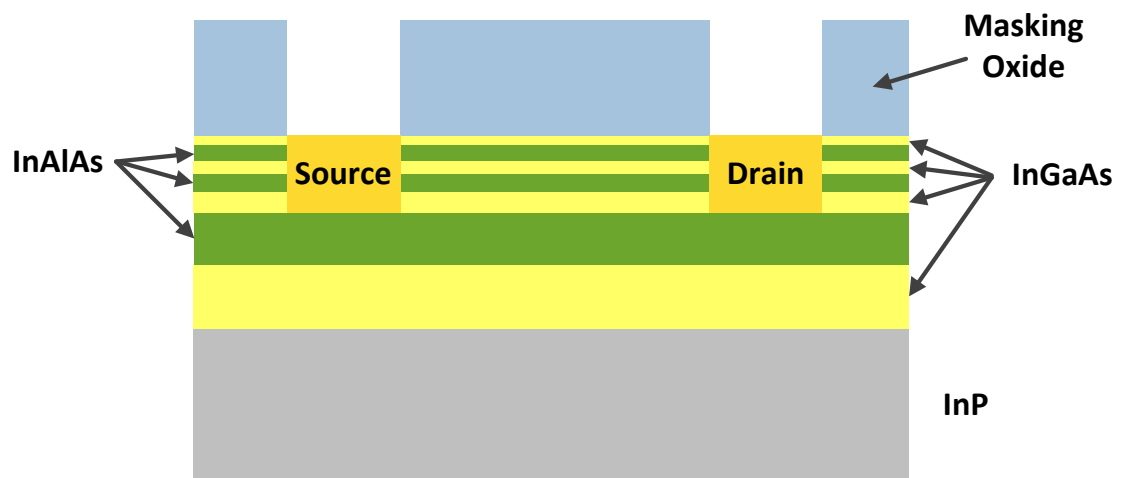 Masking
Oxide
InAlAs
Source
Drain
InGaAs
InP